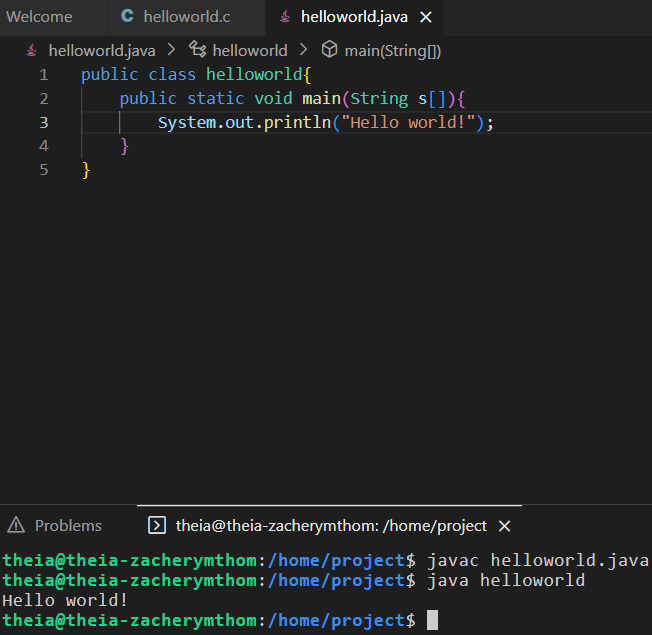 Welcome helloworld.c helloworld.java
helloworld.java helloworld main(String[])
1 public class helloworld{
2 public static void main(String s[]){
3 System.out.println("Hello world!");
4 }
5 }
Problems theia@theia-zacherymthom: /home/project
theia@theia-zacherymthom:/home/project$ javac helloworld.java
theia@theia-zacherymthom:/home/project$ java helloworld
Hello world!
theia@theia-zacherymthom:/home/project$